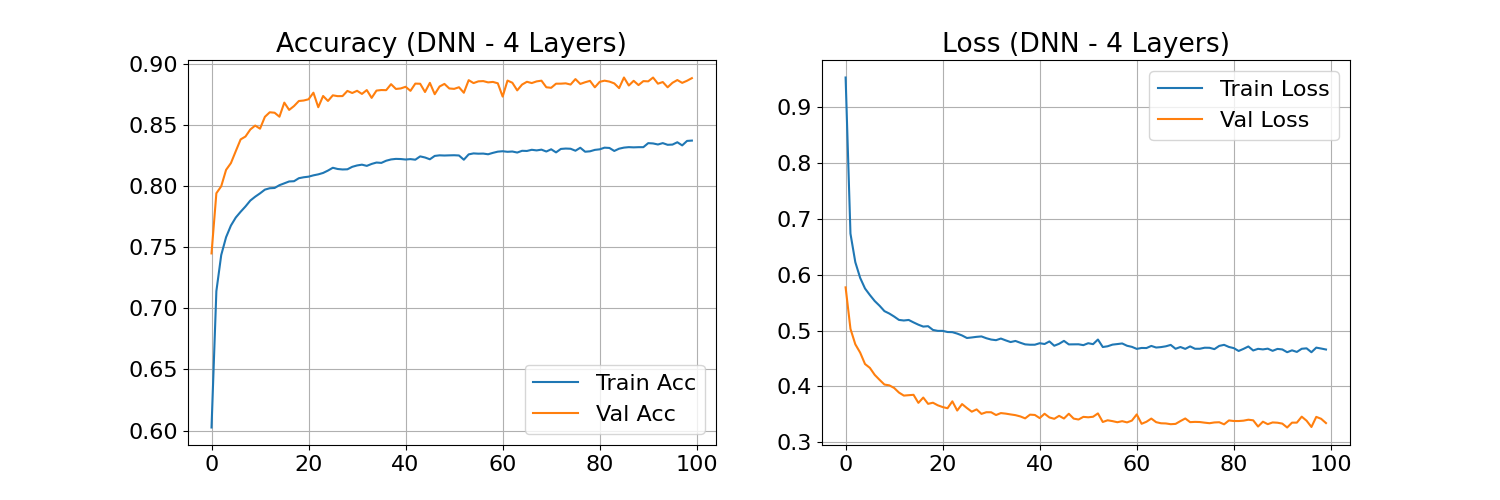 Accuracy (DNN - 4 Layers)
0.90
0.85
0.80
0.75
0.70
0.65
0.60
0 20 40 60 80 100
Train Acc
Val Acc
Loss (DNN - 4 Layers)
0.9
0.8
0.7
0.6
0.5
0.4
0.3
0 20 40 60 80 100
Train Loss
Val Loss